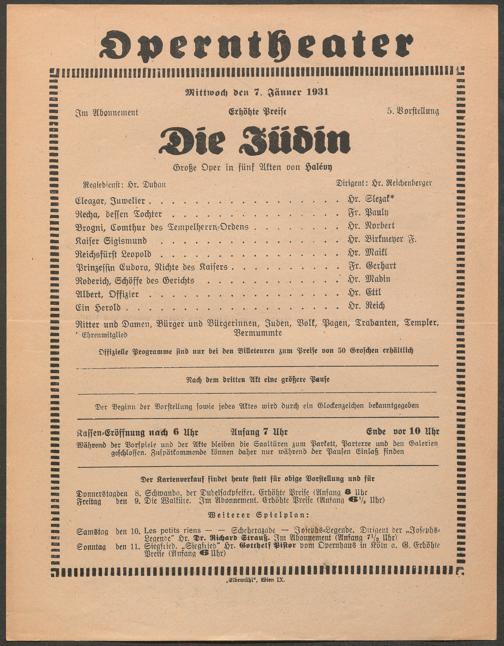 Operntheater
Mittwoch den 7. Jänner 1931
Im Abonnement Erhöhte Preise 5. Vorstellung
Die Jüdin
Große Oper in fünf Akten von Halévy
Regiedienst: Hr. Duhan Dirigent: Hr. Reichenberger
Eleazar, Juwelier . . . . . . . . . . . . . . . . Hr. Slezak*
Recha, dessen Tochter . . . . . . . . . . . . . . . . Fr. Pauly
Brogni, Comthur des Tempelherrn-Ordens . . . . . . . . Hr. Norbert
Kaiser Sigismund . . . . . . . . . . . . . . . . Hr. Birkmeyer F.
Reichsfürst Leopold . . . . . . . . . . . . . . . . Hr. Maikl
Prinzessin Eudora, Nichte des Kaisers . . . . . . . . . . Fr. Gerhart
Roderich, Schöffe des Gerichts . . . . . . . . . . . . Hr. Madin
Albert, Offizier . . . . . . . . . . . . . . . . Hr. Ettl
Ein Herold . . . . . . . . . . . . . . . . Hr. Reich
Ritter und Damen, Bürger und Bürgerinnen, Juden, Volk, Pagen, Trabanten, Templer,
* Ehrenmitglied Vermummte
Offizielle Programme sind nur bei den Billeteuren zum Preise von 50 Groschen erhältlich
Nach dem dritten Akt eine größere Pause
Der Beginn der Vorstellung sowie jedes Aktes wird durch ein Glockenzeichen bekanntgegeben
Kassen-Eröffnung nach 6 Uhr Anfang 7 Uhr Ende vor 10 Uhr
Während der Vorspiele und der Akte bleiben die Saaltüren zum Parkett, Parterre und den Galerien
geschlossen. Zuspätkommende können daher nur während der Pausen Einlaß finden
Der Kartenverkauf findet heute statt für obige Vorstellung und für
Donnerstag den 8. Schwanda, der Dudelsackpfeifer. Erhöhte Preise (Anfang 8 Uhr
Freitag den 9. Die Walküre. Im Abonnement. Erhöhte Preise (Anfang 6½ Uhr)
Weiterer Spielplan:
Samstag den 10. Les petits riens — — Scheherazade — Josephs-Legende. Dirigent der „Josephs-
Legende" Hr. Dr. Richard Strauß. Im Abonnement (Anfang 7½ Uhr)
Sonntag den 11. Siegfried. „Siegfried" Hr. Gotthelf Pistor vom Opernhaus in Köln a. G. Erhöhte
Preise (Anfang 6 Uhr)
„Elbemühl", Wien IX.